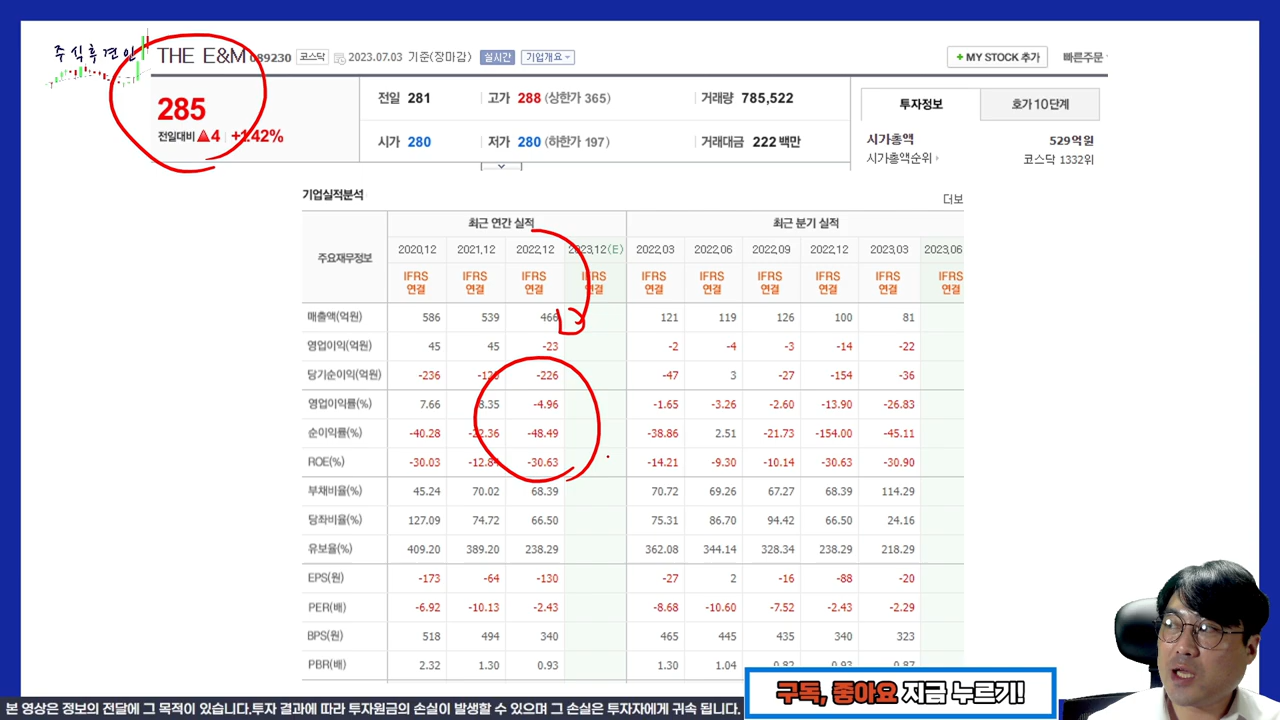 주식후견인
THE E&M 089230 코스닥 2023.07.03 기준(장마감) 실시간 기업개요
+ MY STOCK 추가 빠른주문
285
전일대비 ▲4 +1.42%
전일 281 고가 288 (상한가 365) 거래량 785,522
시가 280 저가 280 (하한가 197) 거래대금 222 백만
투자정보 호가 10단계
시가총액 529억원
시가총액순위 코스닥 1332위
기업실적분석 더보
주요재무정보 최근 연간 실적 최근 분기 실적
2020.12 2021.12 2022.12 2023.12(E) 2022.03 2022.06 2022.09 2022.12 2023.03 2023.06
IFRS IFRS IFRS IFRS IFRS IFRS IFRS IFRS IFRS IFRS
연결 연결 연결 연결 연결 연결 연결 연결 연결 연결
매출액(억원) 586 539 466 121 119 126 100 81
영업이익(억원) 45 45 -23 -2 -4 -3 -14 -22
당기순이익(억원) -236 -226 -47 3 -27 -154 -36
영업이익률(%) 7.66 8.35 -4.96 -1.65 -3.26 -2.60 -13.90 -26.83
순이익률(%) -40.28 -22.36 -48.49 -38.86 2.51 -21.73 -154.00 -45.11
ROE(%) -30.03 -12.84 -30.63 -14.21 -9.30 -10.14 -30.63 -30.90
부채비율(%) 45.24 70.02 68.39 70.72 69.26 67.27 68.39 114.29
당좌비율(%) 127.09 74.72 66.50 75.31 86.70 94.42 66.50 24.16
유보율(%) 409.20 389.20 238.29 362.08 344.14 328.34 238.29 218.29
EPS(원) -173 -64 -130 -27 2 -16 -88 -20
PER(배) -6.92 -10.13 -2.43 -8.68 -10.60 -7.52 -2.43 -2.29
BPS(원) 518 494 340 465 445 435 340 323
PBR(배) 2.32 1.30 0.93 1.30 1.04 0.82 0.93 0.87
구독, 좋아요 지금 누르기!
본 영상은 정보의 전달에 그 목적이 있습니다.투자 결과에 따라 투자원금의 손실이 발생할 수 있으며 그 손실은 투자자에게 귀속 됩니다.